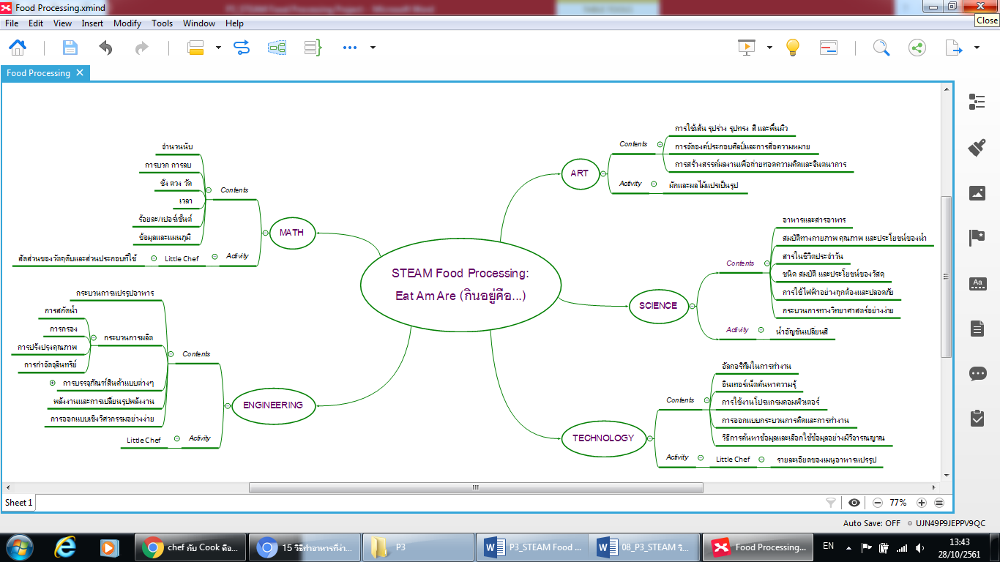 Food Processing.xmind
Close
File Edit View Insert Modify Tools Window Help
Food Processing
STEAM Food Processing:
Eat Am Are (กินอยู่คือ...)
MATH
Contents
จำนวนนับ
การบวก การลบ
ชั่ง ตวง วัด
เวลา
ร้อยละ/เปอร์เซ็นต์
ข้อมูลและแผนภูมิ
Activity
Little Chef
สัดส่วนของวัตถุดิบและส่วนประกอบที่ใช้
ENGINEERING
Contents
กระบวนการแปรรูปอาหาร
กระบวนการผลิต
การสกัดน้ำ
การกรอง
การปรับปรุงคุณภาพ
การกำจัดจุลินทรีย์
การบรรจุภัณฑ์สินค้าแบบต่างๆ
พลังงานและการเปลี่ยนรูปพลังงาน
การออกแบบเชิงวิศวกรรมอย่างง่าย
Activity
Little Chef
ART
Contents
การใช้เส้น รูปร่าง รูปทรง สี และพื้นผิว
การจัดองค์ประกอบศิลป์และการสื่อความหมาย
การสร้างสรรค์ผลงานเพื่อถ่ายทอดความคิดและจินตนาการ
Activity
ผักและผลไม้แปรเป็นรูป
SCIENCE
Contents
อาหารและสารอาหาร
สมบัติทางกายภาพ คุณภาพ และประโยชน์ของน้ำ
สารในชีวิตประจำวัน
ชนิด สมบัติ และประโยชน์ของวัสดุ
การใช้ไฟฟ้าอย่างถูกต้องและปลอดภัย
กระบวนการทางวิทยาศาสตร์อย่างง่าย
Activity
น้ำอัญชันเปลี่ยนสี
TECHNOLOGY
Contents
อัลกอริทึมในการทำงาน
อินเทอร์เน็ตค้นหาความรู้
การใช้งานโปรแกรมคอมพิวเตอร์
การออกแบบกระบวนการคิดและการทำงาน
วิธีการค้นหาข้อมูลและเลือกใช้ข้อมูลอย่างมีวิจารณญาณ
Activity
Little Chef
รายละเอียดของเมนูอาหารแปรรูป
Sheet 1
77%
Auto Save: OFF
UJN49P9JEPPV9QC
chef กับ Cook คือ...
15 วิธีทำอาหารที่ง่า...
P3
P3_STEAM Food ...
08_P3_STEAM วิ...
Food Processing...
EN
13:43
28/10/2561